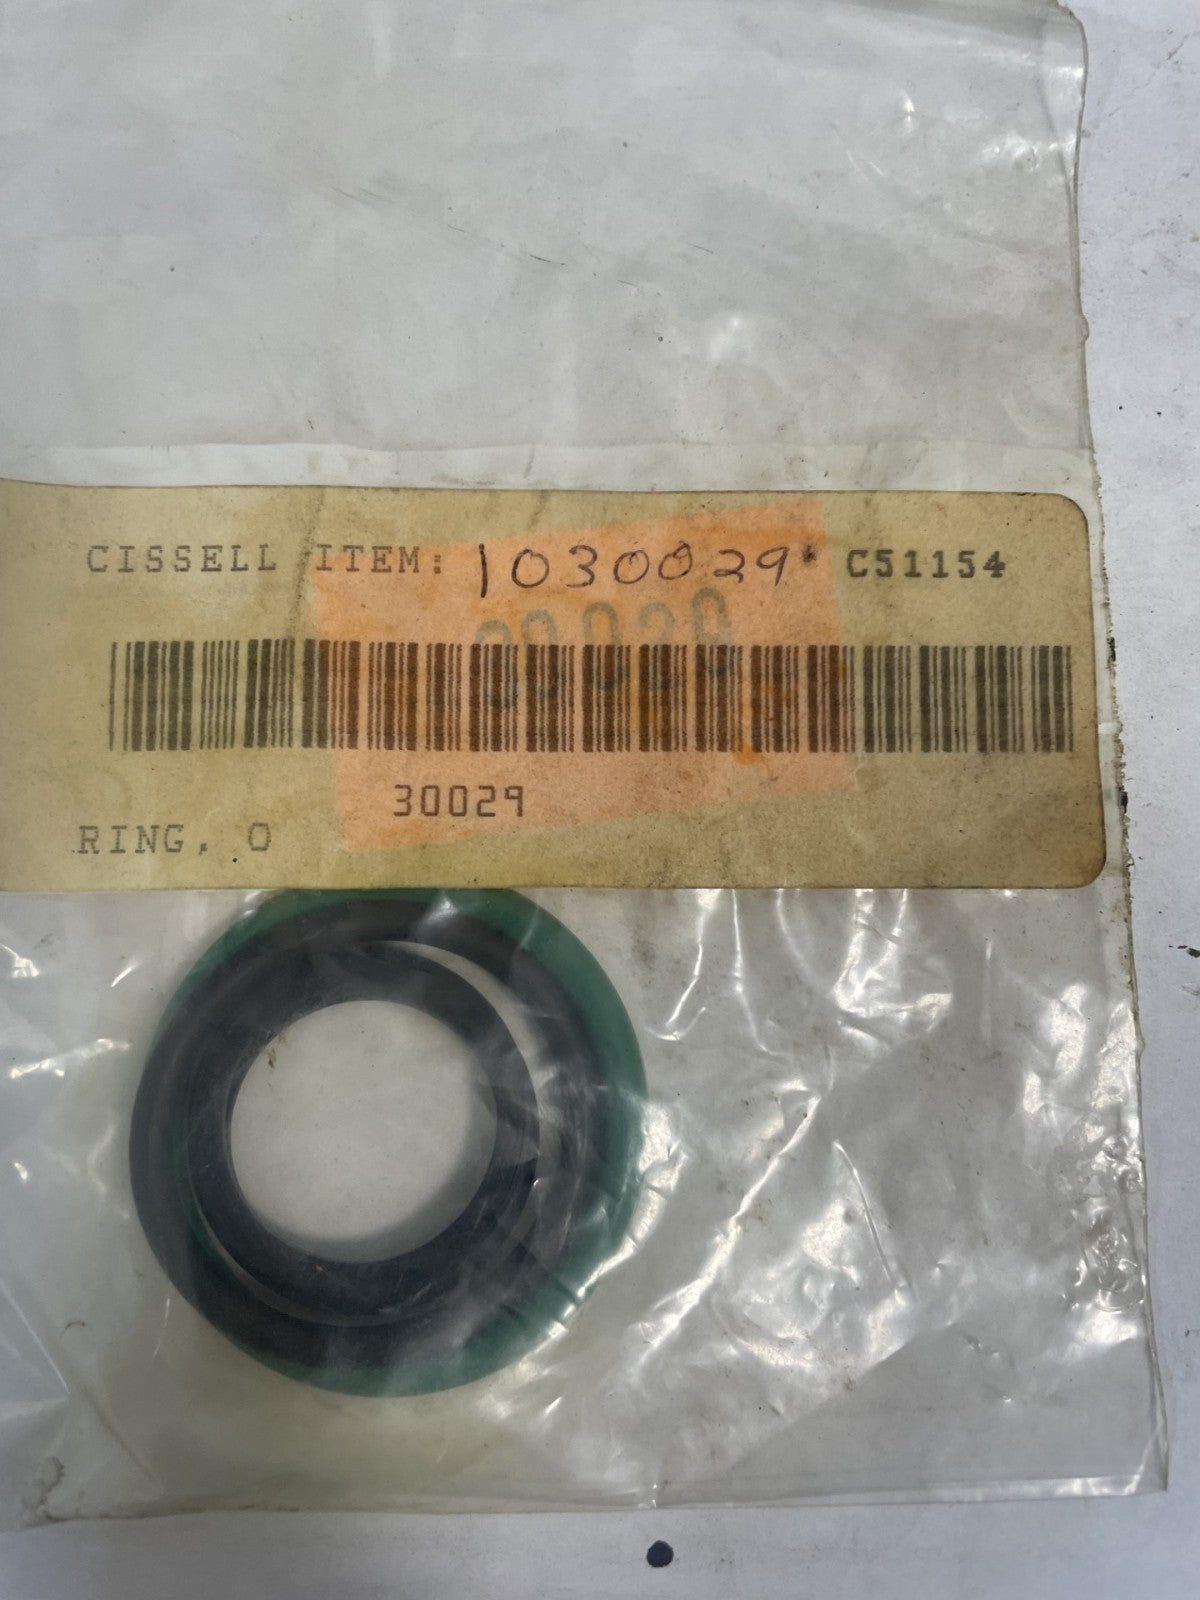 CISSELL ITEM: 1030029 C51154
30029
RING, O